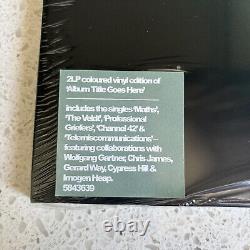 2LP coloured vinyl edition of
'Album Title Goes Here'
includes the singles 'Maths',
'The Veldt', 'Professional
Griefers', 'Channel 42' &
'Telemiscommunications' –
featuring collaborations with
Wolfgang Gartner, Chris James,
Gerard Way, Cypress Hill &
Imogen Heap.
5843639